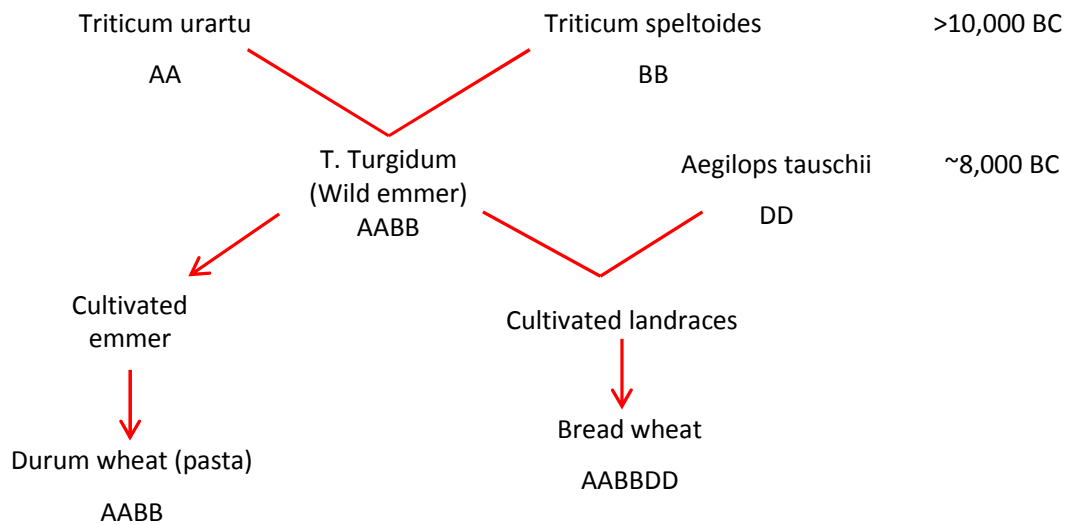 Triticum urartu
Triticum speltoides
>10,000 BC
AA
BB
T. Turgidum
(Wild emmer)
AABB
Aegilops tauschii
~8,000 BC
DD
Cultivated
emmer
Cultivated landraces
Durum wheat (pasta)
AABB
Bread wheat
AABBDD